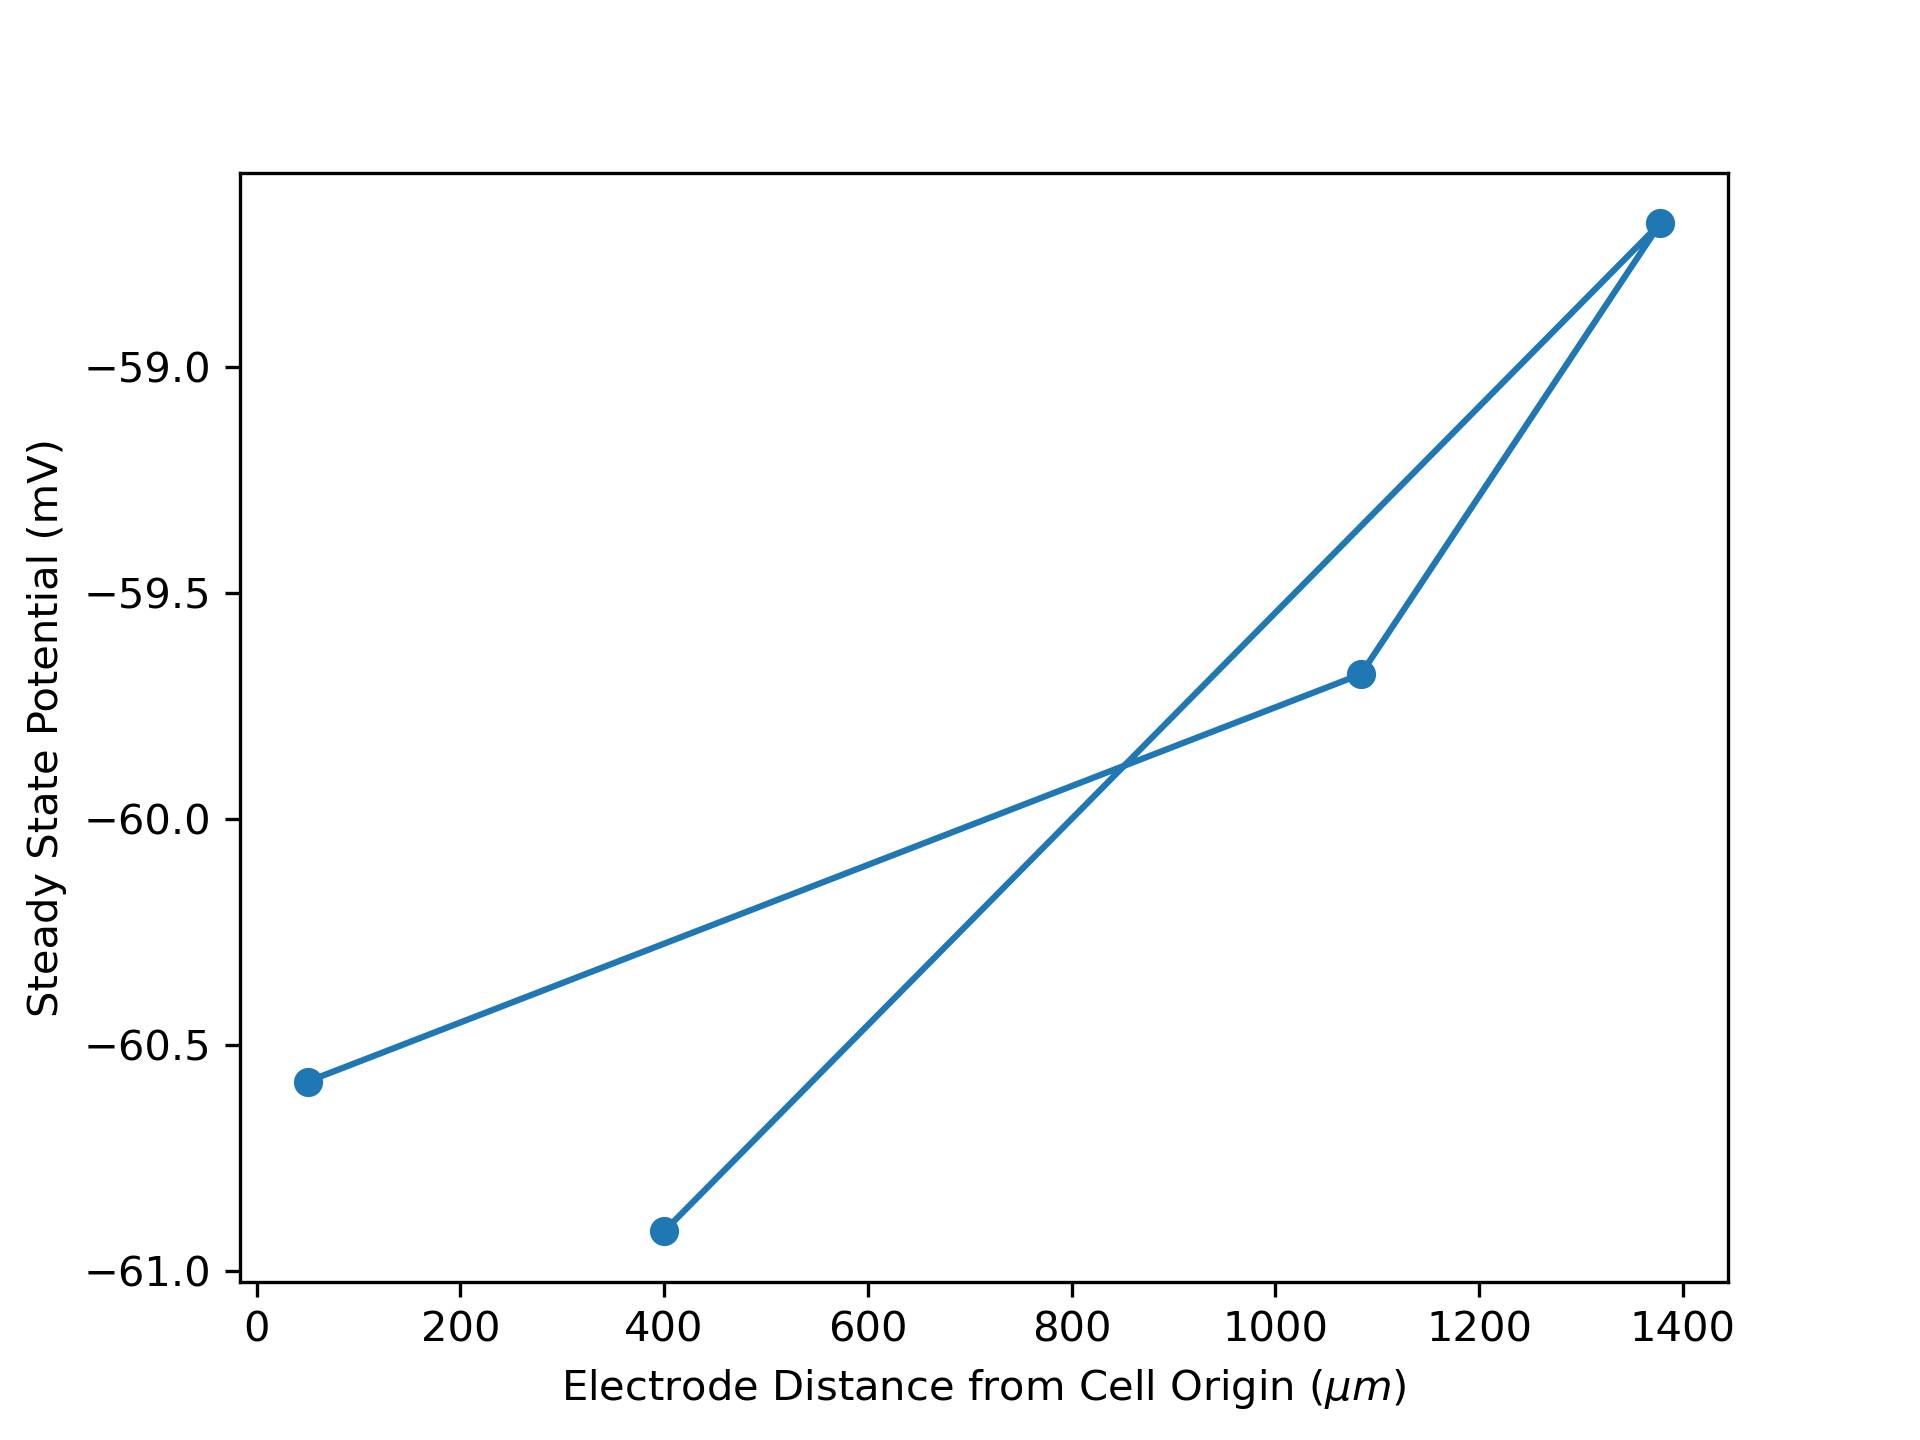 −59.0
−59.5
−60.0
−60.5
−61.0
Steady State Potential (mV)
0 200 400 600 800 1000 1200 1400
Electrode Distance from Cell Origin (μm)